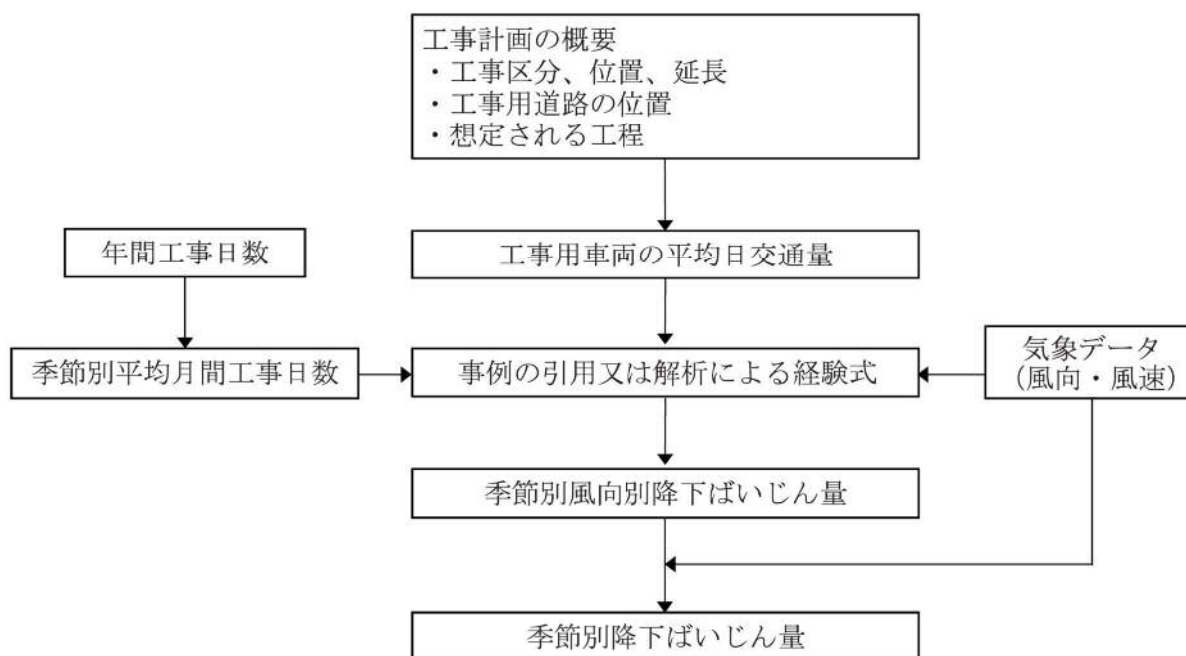 工事計画の概要
・工事区分、位置、延長
・工事用道路の位置
・想定される工程
年間工事日数
工事用車両の平均日交通量
季節別平均月間工事日数
事例の引用又は解析による経験式
気象データ
(風向・風速)
季節別風向別降下ばいじん量
季節別降下ばいじん量